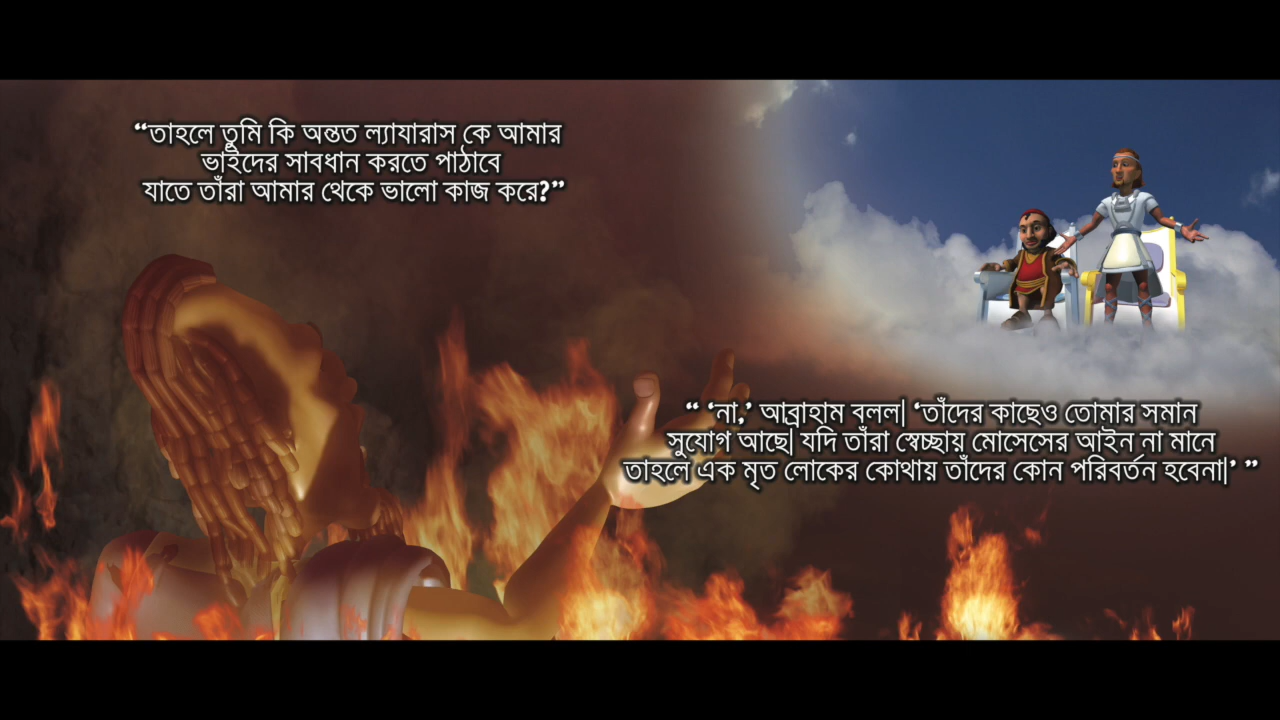 “তাহলে তুমি কি অন্তত ল্যাযারাস কে আমার
ভাইদের সাবধান করতে পাঠাবে
যাতে তাঁরা আমার থেকে ভালো কাজ করে?”
“ ‘না,’ আব্রাহাম বলল| ‘তাঁদের কাছেও তোমার সমান
সুযোগ আছে| যদি তাঁরা স্বেচ্ছায় মোসেসের আইন না মানে
তাহলে এক মৃত লোকের কোথায় তাঁদের কোন পরিবর্তন হবেনা|’ ”